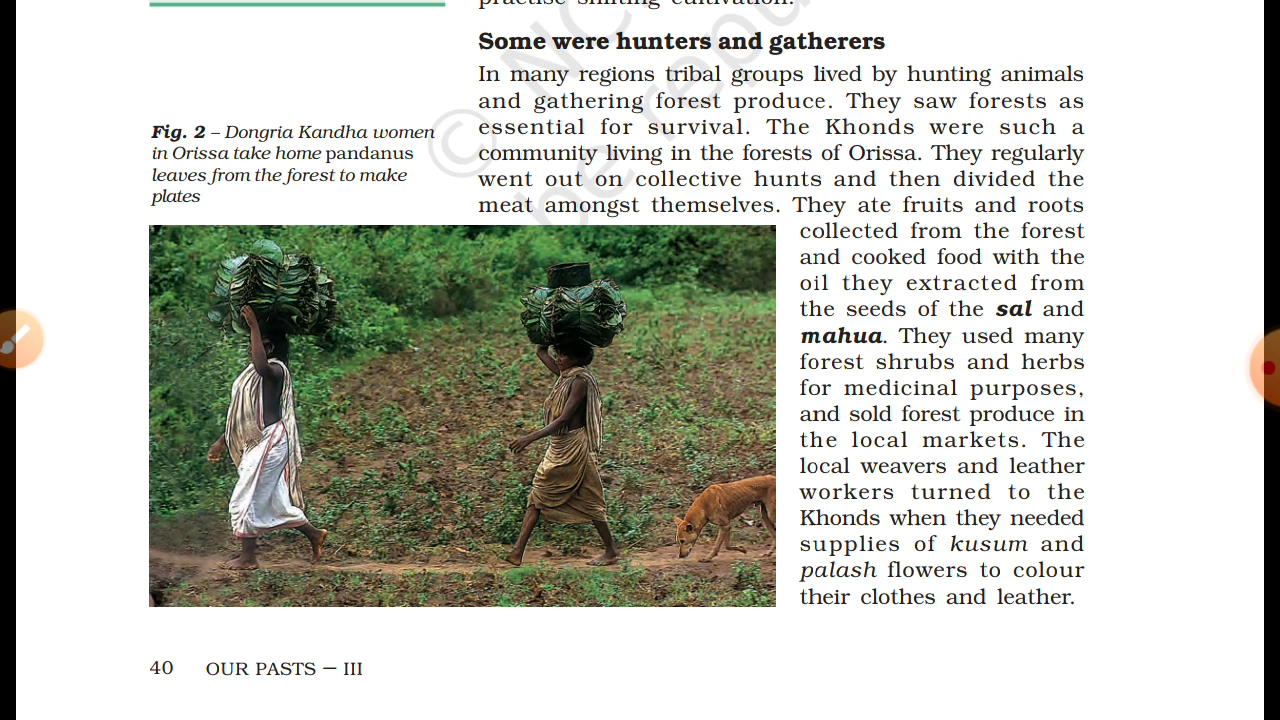 practise shifting cultivation.
Some were hunters and gatherers
In many regions tribal groups lived by hunting animals
and gathering forest produce. They saw forests as
essential for survival. The Khonds were such a
community living in the forests of Orissa. They regularly
went out on collective hunts and then divided the
meat amongst themselves. They ate fruits and roots
collected from the forest
and cooked food with the
oil they extracted from
the seeds of the sal and
mahua. They used many
forest shrubs and herbs
for medicinal purposes,
and sold forest produce in
the local markets. The
local weavers and leather
workers turned to the
Khonds when they needed
supplies of kusum and
palash flowers to colour
their clothes and leather.
Fig. 2 – Dongria Kandha women
in Orissa take home pandanus
leaves from the forest to make
plates
40 OUR PASTS – III
© NC
be repu